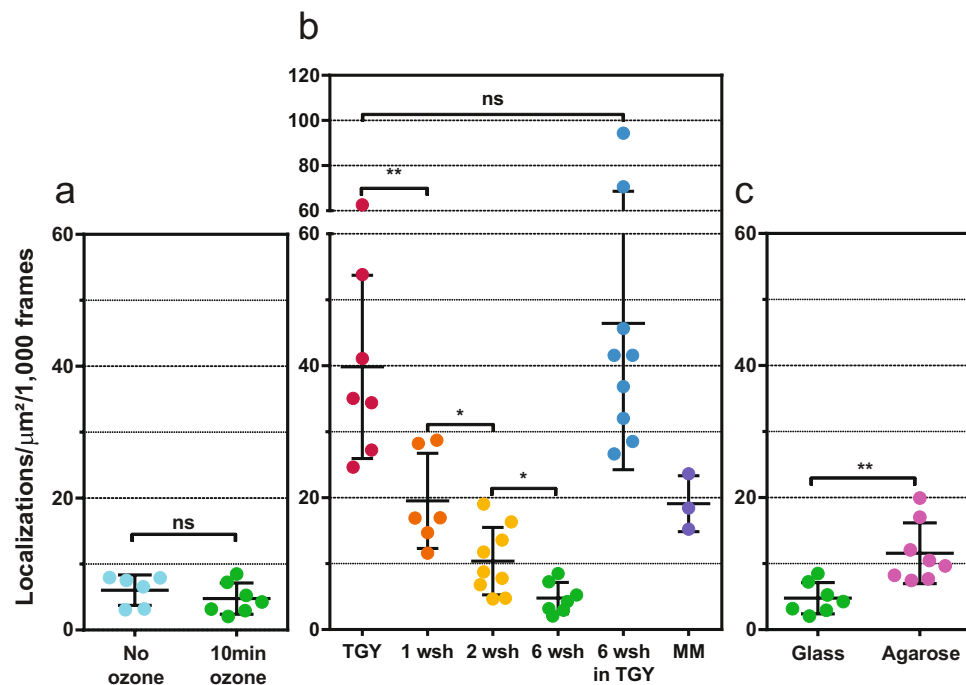 b
120
100
80
60
ns
**
a
c
Localizations/μm²/1,000 frames
60
40
20
0
ns
No
ozone
10min
ozone
60
40
20
0
*
*
TGY
1 wsh
2 wsh
6 wsh
6 wsh
in TGY
MM
60
40
20
0
**
Glass
Agarose